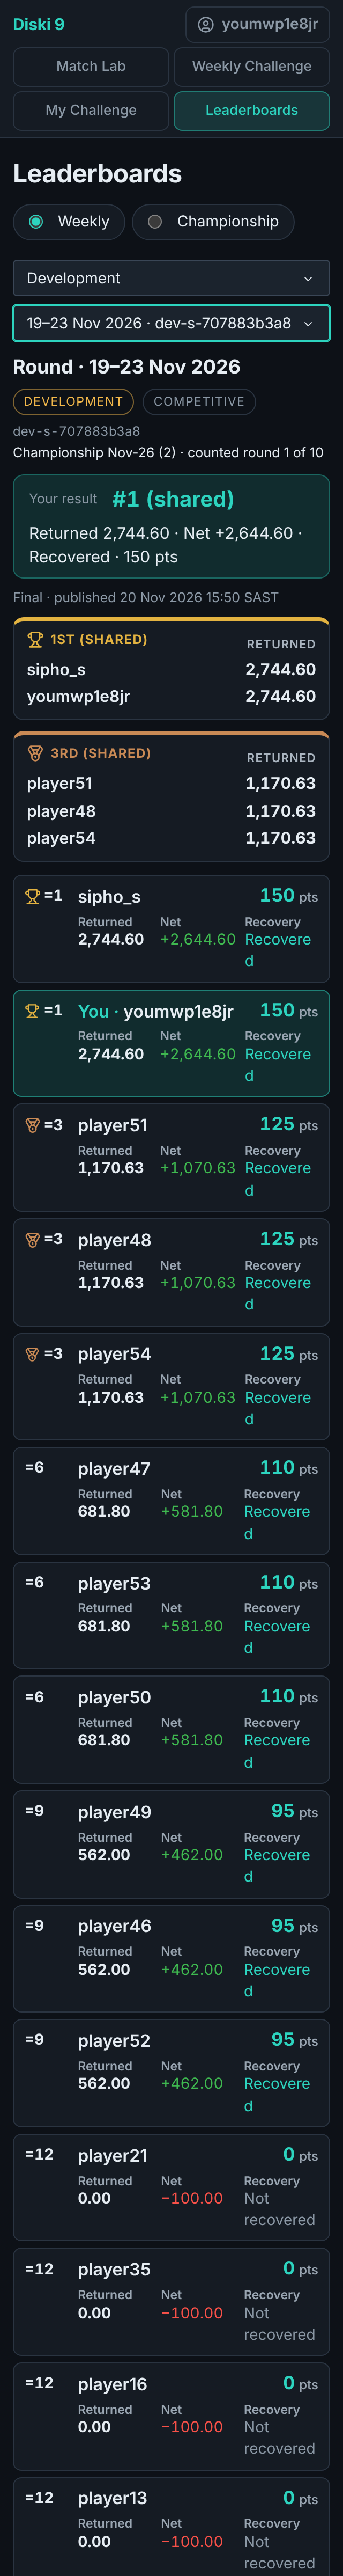 Diski 9
youmwp1e8jr
Match Lab
Weekly Challenge
My Challenge
Leaderboards
Leaderboards
Weekly
Championship
Development
19–23 Nov 2026 · dev-s-707883b3a8
Round · 19–23 Nov 2026
DEVELOPMENT
COMPETITIVE
dev-s-707883b3a8
Championship Nov-26 (2) · counted round 1 of 10
Your result #1 (shared)
Returned 2,744.60 · Net +2,644.60 ·
Recovered · 150 pts
Final · published 20 Nov 2026 15:50 SAST
1ST (SHARED) RETURNED
sipho_s 2,744.60
youmwp1e8jr 2,744.60
3RD (SHARED) RETURNED
player51 1,170.63
player48 1,170.63
player54 1,170.63
=1 sipho_s 150 pts
Returned Net Recovery
2,744.60 +2,644.60 Recovere
d
=1 You · youmwp1e8jr 150 pts
Returned Net Recovery
2,744.60 +2,644.60 Recovere
d
=3 player51 125 pts
Returned Net Recovery
1,170.63 +1,070.63 Recovere
d
=3 player48 125 pts
Returned Net Recovery
1,170.63 +1,070.63 Recovere
d
=3 player54 125 pts
Returned Net Recovery
1,170.63 +1,070.63 Recovere
d
=6 player47 110 pts
Returned Net Recovery
681.80 +581.80 Recovere
d
=6 player53 110 pts
Returned Net Recovery
681.80 +581.80 Recovere
d
=6 player50 110 pts
Returned Net Recovery
681.80 +581.80 Recovere
d
=9 player49 95 pts
Returned Net Recovery
562.00 +462.00 Recovere
d
=9 player46 95 pts
Returned Net Recovery
562.00 +462.00 Recovere
d
=9 player52 95 pts
Returned Net Recovery
562.00 +462.00 Recovere
d
=12 player21 0 pts
Returned Net Recovery
0.00 −100.00 Not
recovered
=12 player35 0 pts
Returned Net Recovery
0.00 −100.00 Not
recovered
=12 player16 0 pts
Returned Net Recovery
0.00 −100.00 Not
recovered
=12 player13 0 pts
Returned Net Recovery
0.00 −100.00 Not
recovered